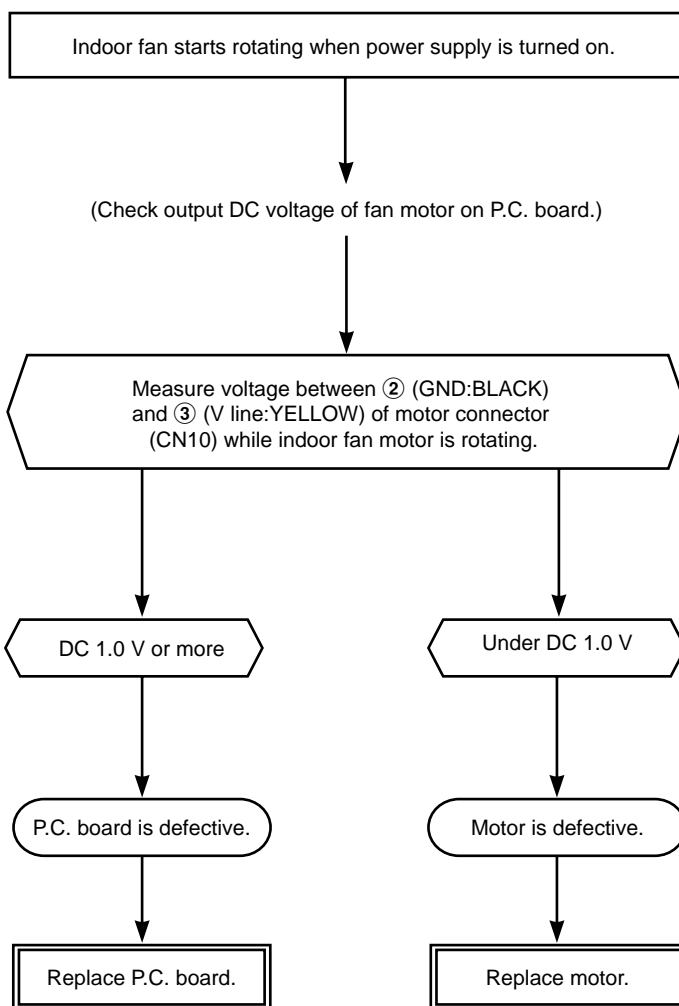 Indoor fan starts rotating when power supply is turned on.
(Check output DC voltage of fan motor on P.C. board.)
Measure voltage between ② (GND:BLACK)
and ③ (V line:YELLOW) of motor connector
(CN10) while indoor fan motor is rotating.
DC 1.0 V or more
Under DC 1.0 V
P.C. board is defective.
Motor is defective.
Replace P.C. board.
Replace motor.